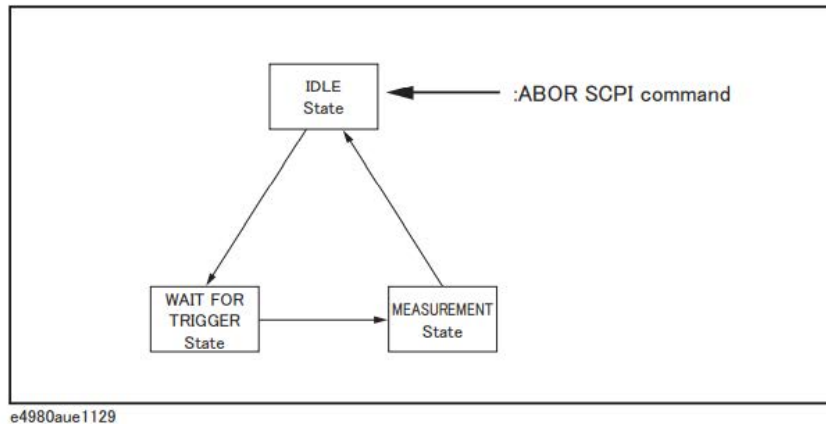 IDLE
State
:ABOR SCPI command
WAIT FOR
TRIGGER
State
MEASUREMENT
State
e4980aue1129